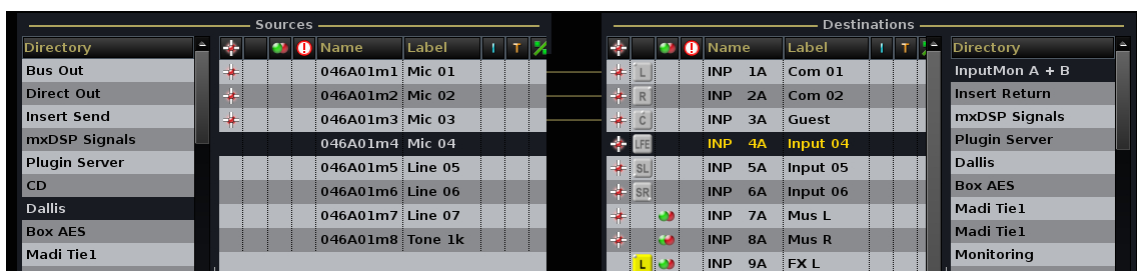 Sources
Destinations
Directory Name Label I T
Name Label I T Directory
Bus Out 046A01m1 Mic 01 L INP 1A Com 01 InputMon A + B
Direct Out 046A01m2 Mic 02 R INP 2A Com 02 Insert Return
Insert Send 046A01m3 Mic 03 C INP 3A Guest mxDSP Signals
mxDSP Signals 046A01m4 Mic 04 LFE INP 4A Input 04 Plugin Server
Plugin Server 046A01m5 Line 05 SL INP 5A Input 05 Dallis
CD 046A01m6 Line 06 SR INP 6A Input 06 Box AES
Dallis 046A01m7 Line 07 INP 7A Mus L Madi Tie1
Box AES 046A01m8 Tone 1k INP 8A Mus R Madi Tie1
Madi Tie1 L INP 9A FX L Monitoring